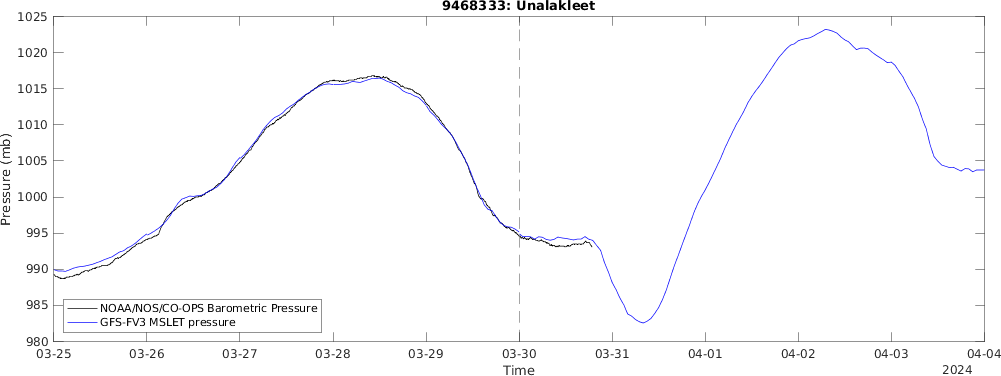 9468333: Unalakleet
1025
1020
1015
1010
1005
1000
995
990
985
980
Pressure (mb)
NOAA/NOS/CO-OPS Barometric Pressure
GFS-FV3 MSLET pressure
03-25 03-26 03-27 03-28 03-29 03-30 03-31 04-01 04-02 04-03 04-04
Time
2024